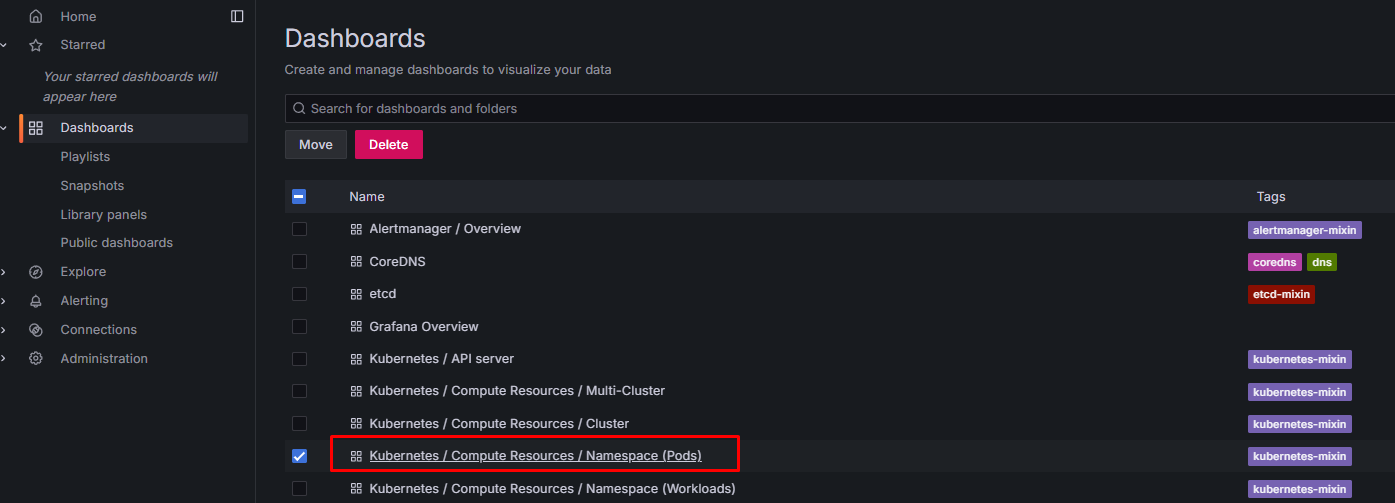 Home
Starred
Your starred dashboards will
appear here
Dashboards
Playlists
Snapshots
Library panels
Public dashboards
Explore
Alerting
Connections
Administration
Dashboards
Create and manage dashboards to visualize your data
Search for dashboards and folders
Move Delete
Name Tags
Alertmanager / Overview alertmanager-mixin
CoreDNS coredns dns
etcd etcd-mixin
Grafana Overview
Kubernetes / API server kubernetes-mixin
Kubernetes / Compute Resources / Multi-Cluster kubernetes-mixin
Kubernetes / Compute Resources / Cluster kubernetes-mixin
Kubernetes / Compute Resources / Namespace (Pods) kubernetes-mixin
Kubernetes / Compute Resources / Namespace (Workloads) kubernetes-mixin